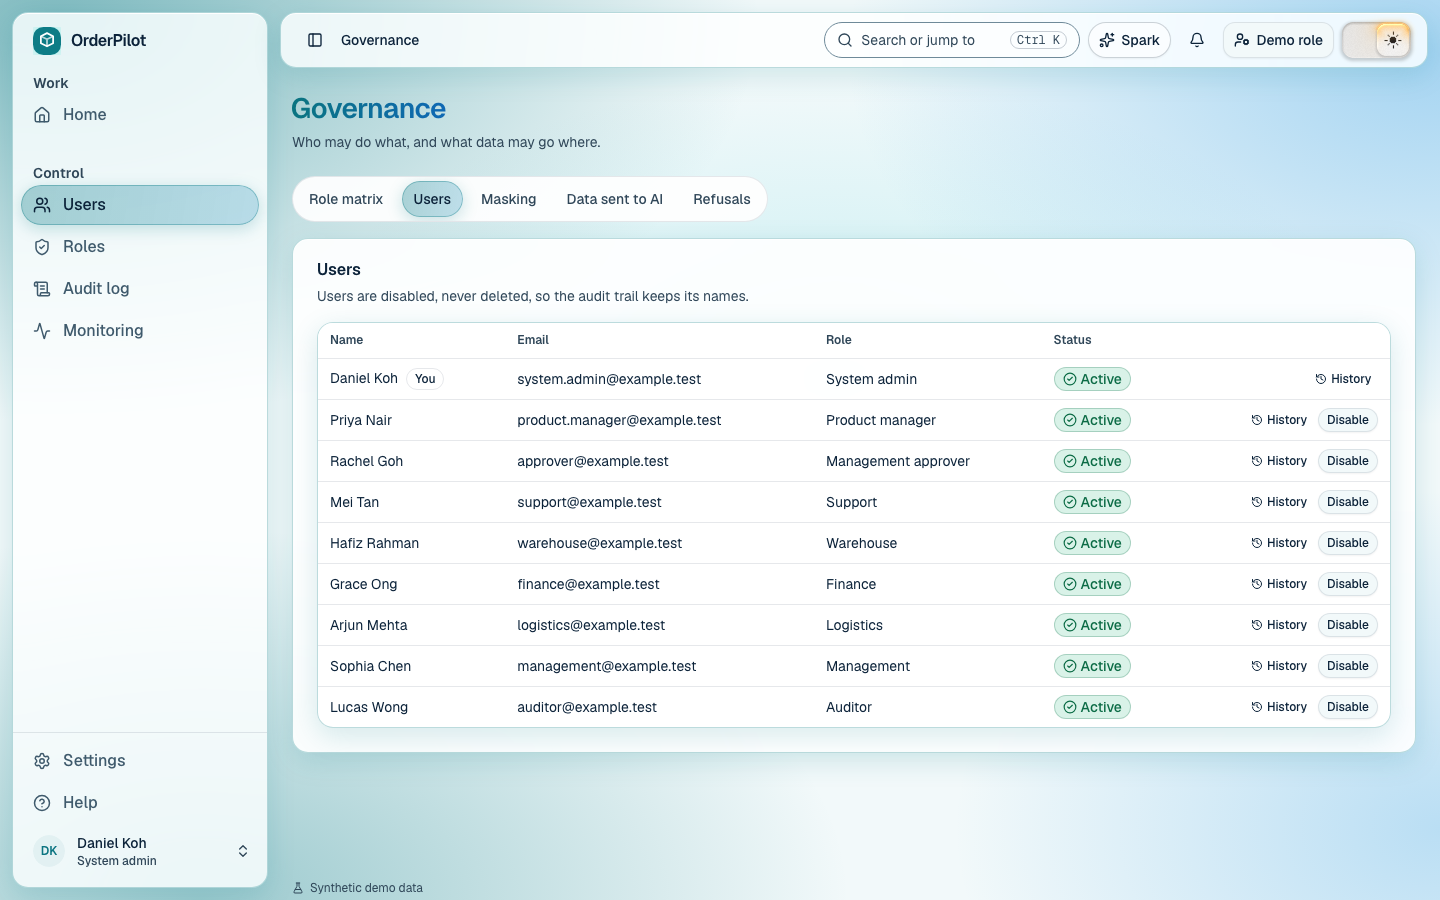 OrderPilot
Work
Home
Control
Users
Roles
Audit log
Monitoring
Settings
Help
DK
Daniel Koh
System admin
Governance
Search or jump to
Ctrl K
Spark
Demo role
Governance
Who may do what, and what data may go where.
Role matrix
Users
Masking
Data sent to AI
Refusals
Users
Users are disabled, never deleted, so the audit trail keeps its names.
Name Email Role Status
Daniel Koh You system.admin@example.test System admin Active History
Priya Nair product.manager@example.test Product manager Active History Disable
Rachel Goh approver@example.test Management approver Active History Disable
Mei Tan support@example.test Support Active History Disable
Hafiz Rahman warehouse@example.test Warehouse Active History Disable
Grace Ong finance@example.test Finance Active History Disable
Arjun Mehta logistics@example.test Logistics Active History Disable
Sophia Chen management@example.test Management Active History Disable
Lucas Wong auditor@example.test Auditor Active History Disable
Synthetic demo data